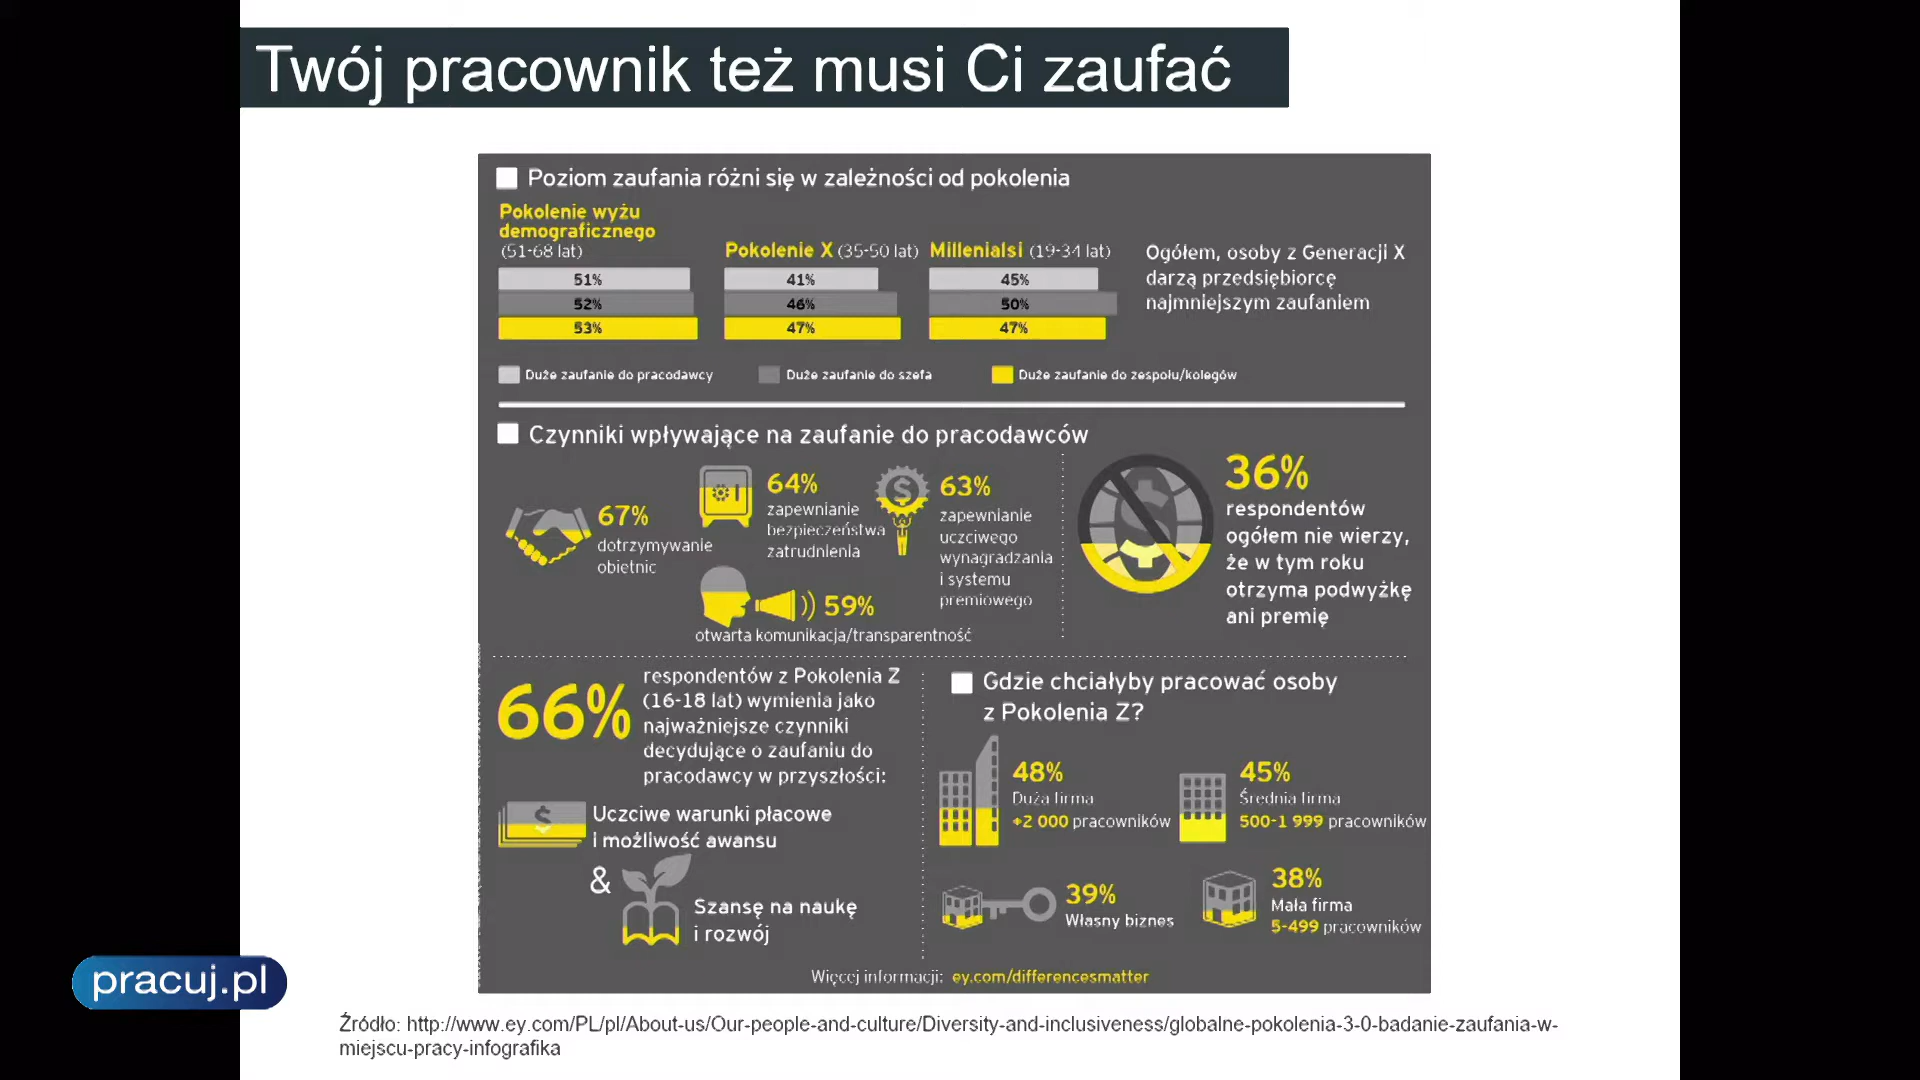 Twój pracownik też musi Ci zaufać
Poziom zaufania różni się w zależności od pokolenia
Pokolenie wyżu
demograficznego
(51-68 lat)
51%
52%
53%
Pokolenie X (35-50 lat)
41%
46%
47%
Millenialsi (19-34 lat)
45%
50%
47%
Ogółem, osoby z Generacji X
darzą przedsiębiorcę
najmniejszym zaufaniem
Duże zaufanie do pracodawcy
Duże zaufanie do szefa
Duże zaufanie do zespołu/kolegów
Czynniki wpływające na zaufanie do pracodawców
67%
dotrzymywanie
obietnic
64%
zapewnianie
bezpieczeństwa
zatrudnienia
63%
zapewnianie
uczciwego
wynagradzania
i systemu
premiowego
59%
otwarta komunikacja/transparentność
36%
respondentów
ogółem nie wierzy,
że w tym roku
otrzyma podwyżkę
ani premię
66%
respondentów z Pokolenia Z
(16-18 lat) wymienia jako
najważniejsze czynniki
decydujące o zaufaniu do
pracodawcy w przyszłości:
Uczciwe warunki płacowe
i możliwość awansu
&
Szansę na naukę
i rozwój
Gdzie chciałyby pracować osoby
z Pokolenia Z?
48%
Duża firma
+2 000 pracowników
45%
Średnia firma
500-1 999 pracowników
39%
Własny biznes
38%
Mała firma
5-499 pracowników
Więcej informacji: ey.com/differencesmatter
pracuj.pl
Źródło: http://www.ey.com/PL/pl/About-us/Our-people-and-culture/Diversity-and-inclusiveness/globalne-pokolenia-3-0-badanie-zaufania-w-
miejscu-pracy-infografika